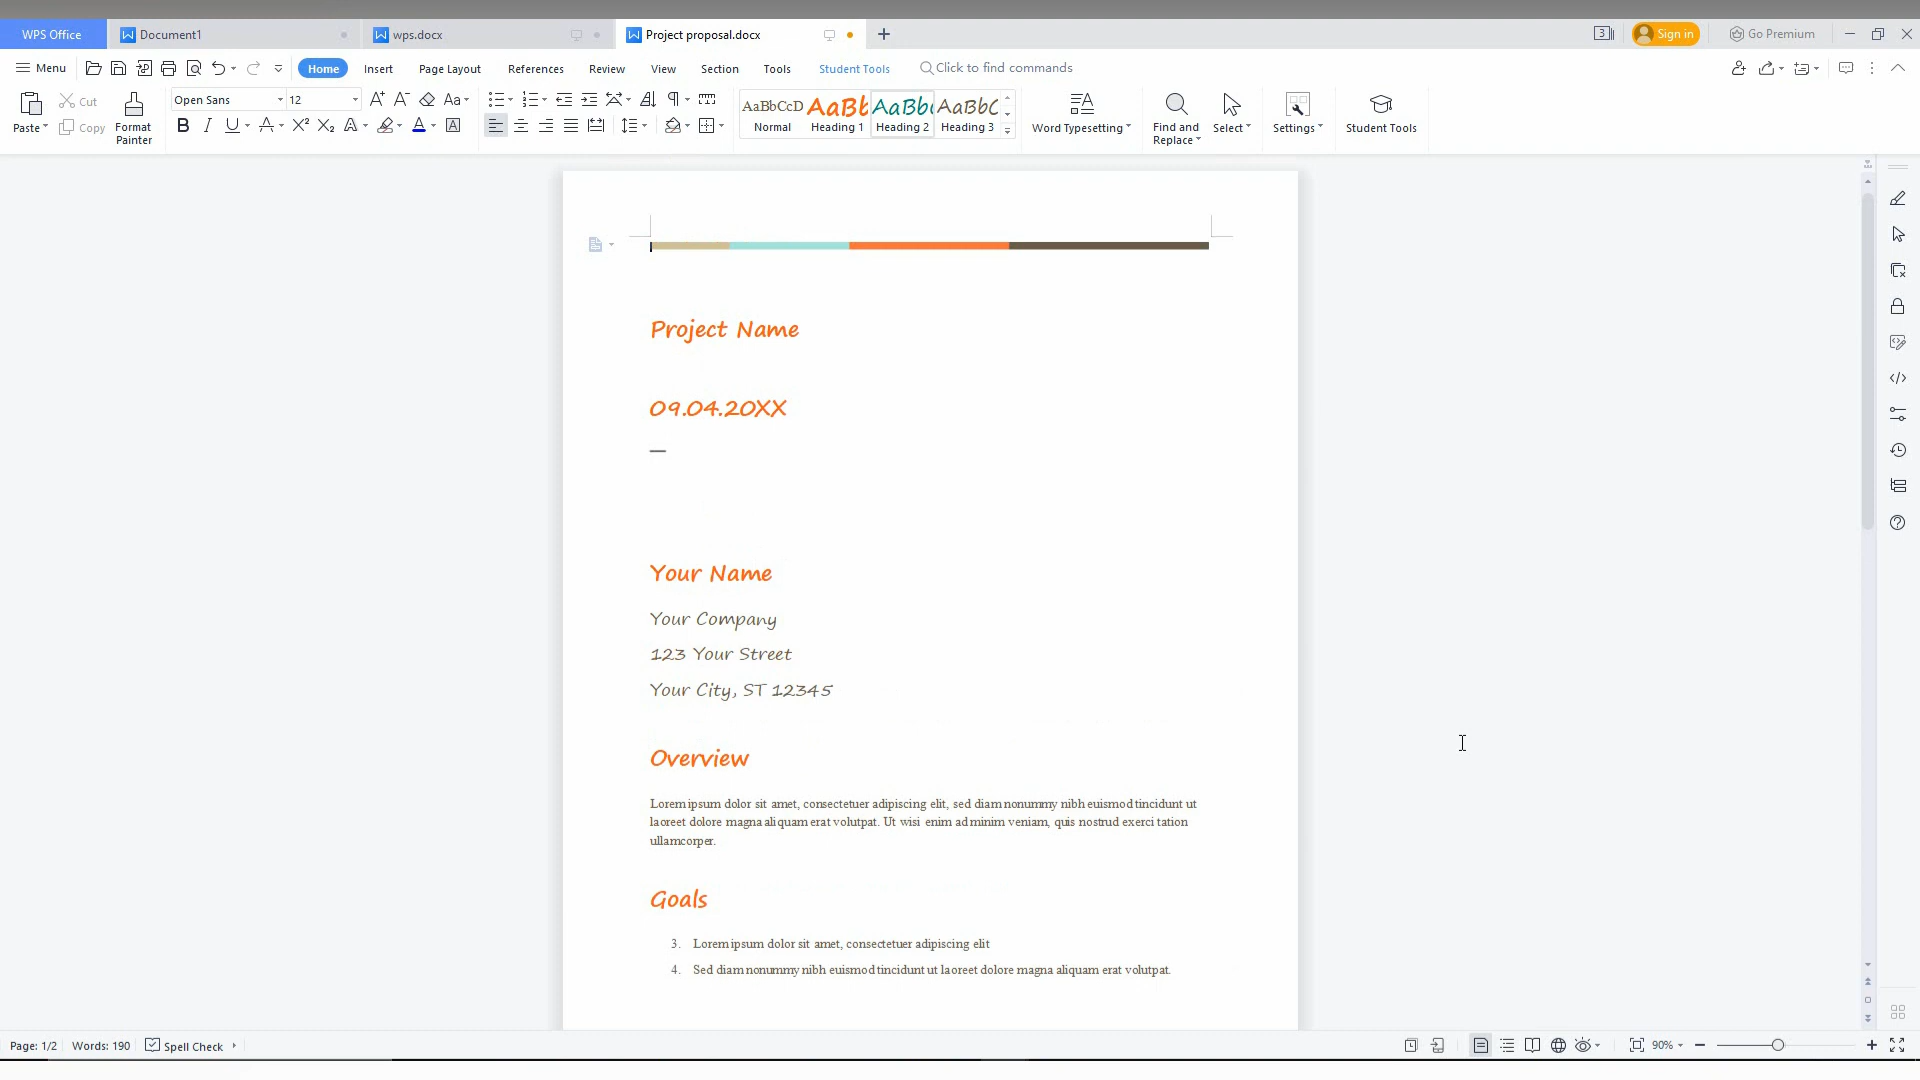 WPS Office
Document1
wps.docx
Project proposal.docx
3
Sign in
Go Premium
Menu
Home
Insert
Page Layout
References
Review
View
Section
Tools
Student Tools
Click to find commands
Paste
Cut
Copy
Format
Painter
Open Sans
12
AaBbCcD
Normal
AaBb
Heading 1
AaBb(
Heading 2
AaBbC
Heading 3
Word Typesetting
Find and
Replace
Select
Settings
Student Tools
Project Name
09.04.20XX
—
Your Name
Your Company
123 Your Street
Your City, ST 12345
Overview
Lorem ipsum dolor sit amet, consectetuer adipiscing elit, sed diam nonummy nibh euismod tincidunt ut
laoreet dolore magna aliquam erat volutpat. Ut wisi enim ad minim veniam, quis nostrud exerci tation
ullamcorper.
Goals
3. Lorem ipsum dolor sit amet, consectetuer adipiscing elit
4. Sed diam nonummy nibh euismod tincidunt ut laoreet dolore magna aliquam erat volutpat.
Page: 1/2
Words: 190
Spell Check
90%